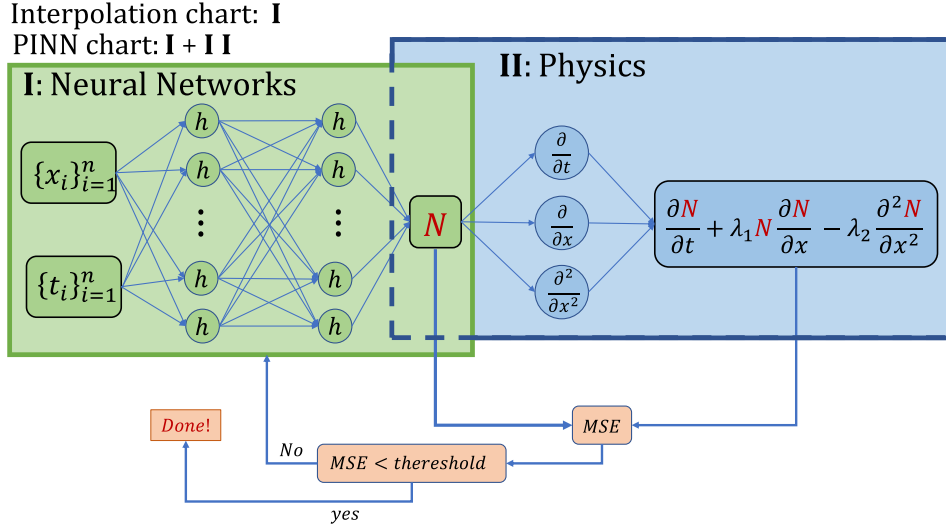 Interpolation chart: I
PINN chart: I + I I
I: Neural Networks
II: Physics
{x_i}_{i=1}^n
{t_i}_{i=1}^n
h
h
⋮
h
h
h
h
⋮
h
h
N
∂/∂t
∂/∂x
∂²/∂x²
∂N/∂t + λ₁N ∂N/∂x − λ₂ ∂²N/∂x²
MSE
MSE < thereshold
No
yes
Done!